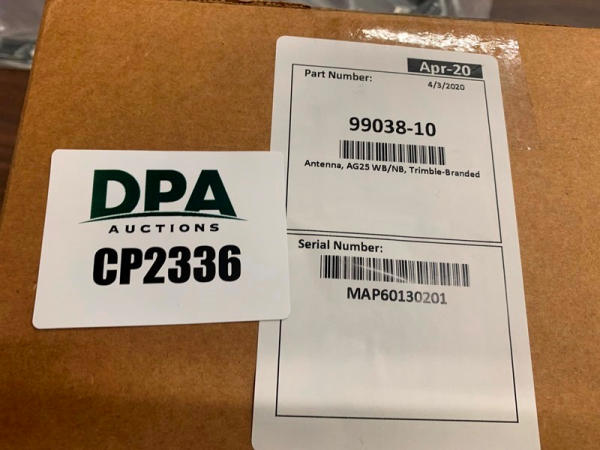 Apr-20
Part Number:
4/3/2020
99038-10
Antenna, AG25 WB/NB, Trimble-Branded
Serial Number:
MAP60130201
DPA
AUCTIONS
CP2336